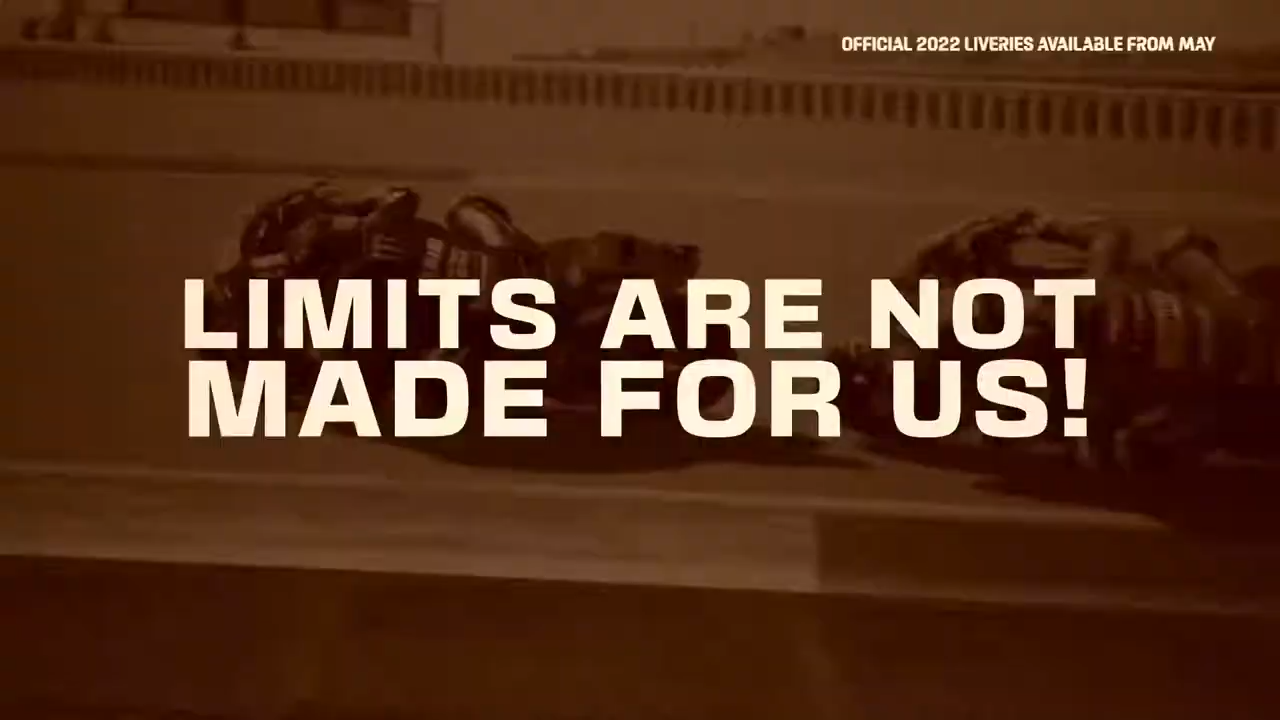 OFFICIAL 2022 LIVERIES AVAILABLE FROM MAY
LIMITS ARE NOT
MADE FOR US!